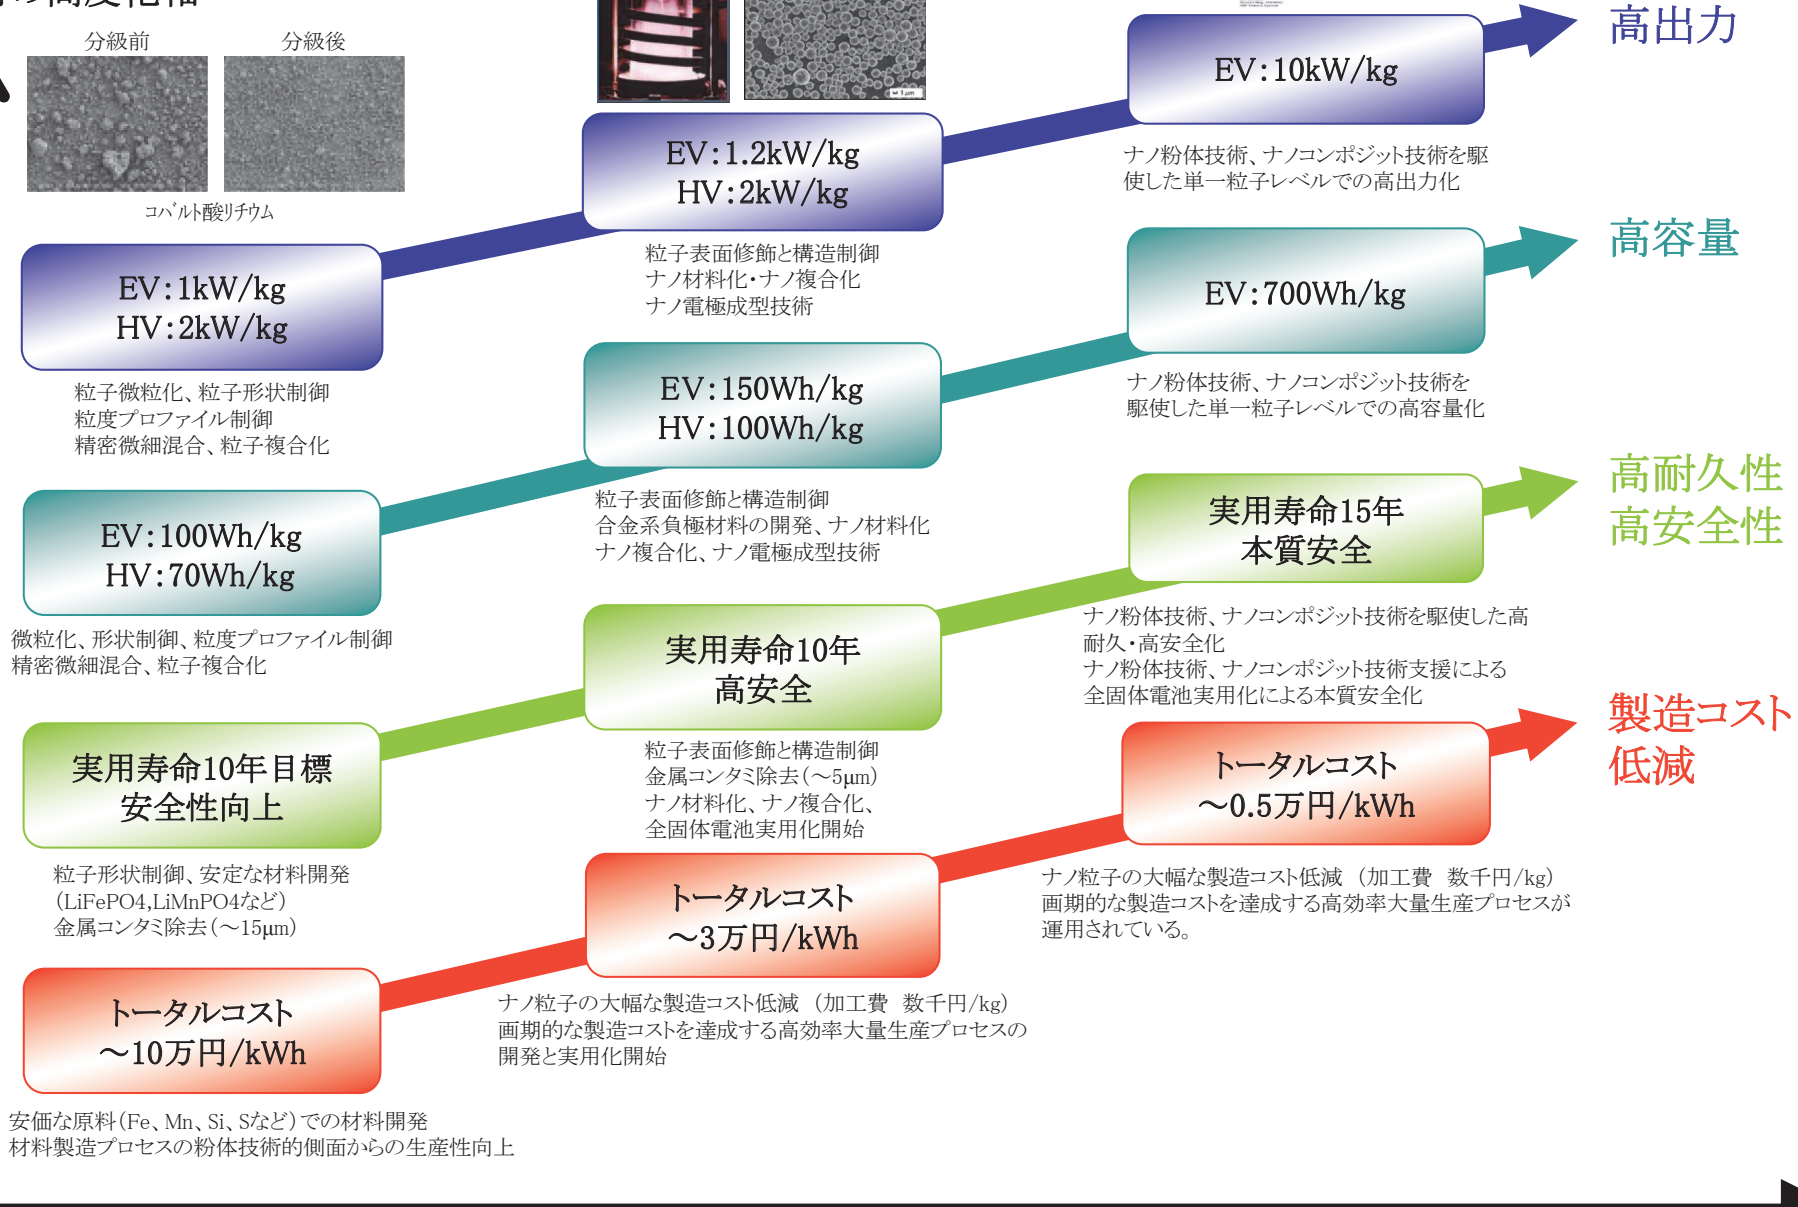 の高度化軸
分級前
分級後
コバルト酸リチウム
1μm
EV:1kW/kg
HV:2kW/kg
粒子微粒化、粒子形状制御
粒度プロファイル制御
精密微細混合、粒子複合化
EV:1.2kW/kg
HV:2kW/kg
粒子表面修飾と構造制御
ナノ材料化・ナノ複合化
ナノ電極成型技術
EV:10kW/kg
ナノ粉体技術、ナノコンポジット技術を駆
使した単一粒子レベルでの高出力化
高出力
EV:100Wh/kg
HV:70Wh/kg
微粒化、形状制御、粒度プロファイル制御
精密微細混合、粒子複合化
EV:150Wh/kg
HV:100Wh/kg
粒子表面修飾と構造制御
合金系負極材料の開発、ナノ材料化
ナノ複合化、ナノ電極成型技術
EV:700Wh/kg
ナノ粉体技術、ナノコンポジット技術を
駆使した単一粒子レベルでの高容量化
高容量
実用寿命10年目標
安全性向上
粒子形状制御、安定な材料開発
(LiFePO4,LiMnPO4など)
金属コンタミ除去(～15μm)
実用寿命10年
高安全
粒子表面修飾と構造制御
金属コンタミ除去(～5μm)
ナノ材料化、ナノ複合化、
全固体電池実用化開始
実用寿命15年
本質安全
ナノ粉体技術、ナノコンポジット技術を駆使した高
耐久・高安全化
ナノ粉体技術、ナノコンポジット技術支援による
全固体電池実用化による本質安全化
高耐久性
高安全性
トータルコスト
～10万円/kWh
安価な原料(Fe、Mn、Si、Sなど)での材料開発
材料製造プロセスの粉体技術的側面からの生産性向上
トータルコスト
～3万円/kWh
ナノ粒子の大幅な製造コスト低減 (加工費 数千円/kg)
画期的な製造コストを達成する高効率大量生産プロセスの
開発と実用化開始
トータルコスト
～0.5万円/kWh
ナノ粒子の大幅な製造コスト低減 (加工費 数千円/kg)
画期的な製造コストを達成する高効率大量生産プロセスが
運用されている。
製造コスト
低減